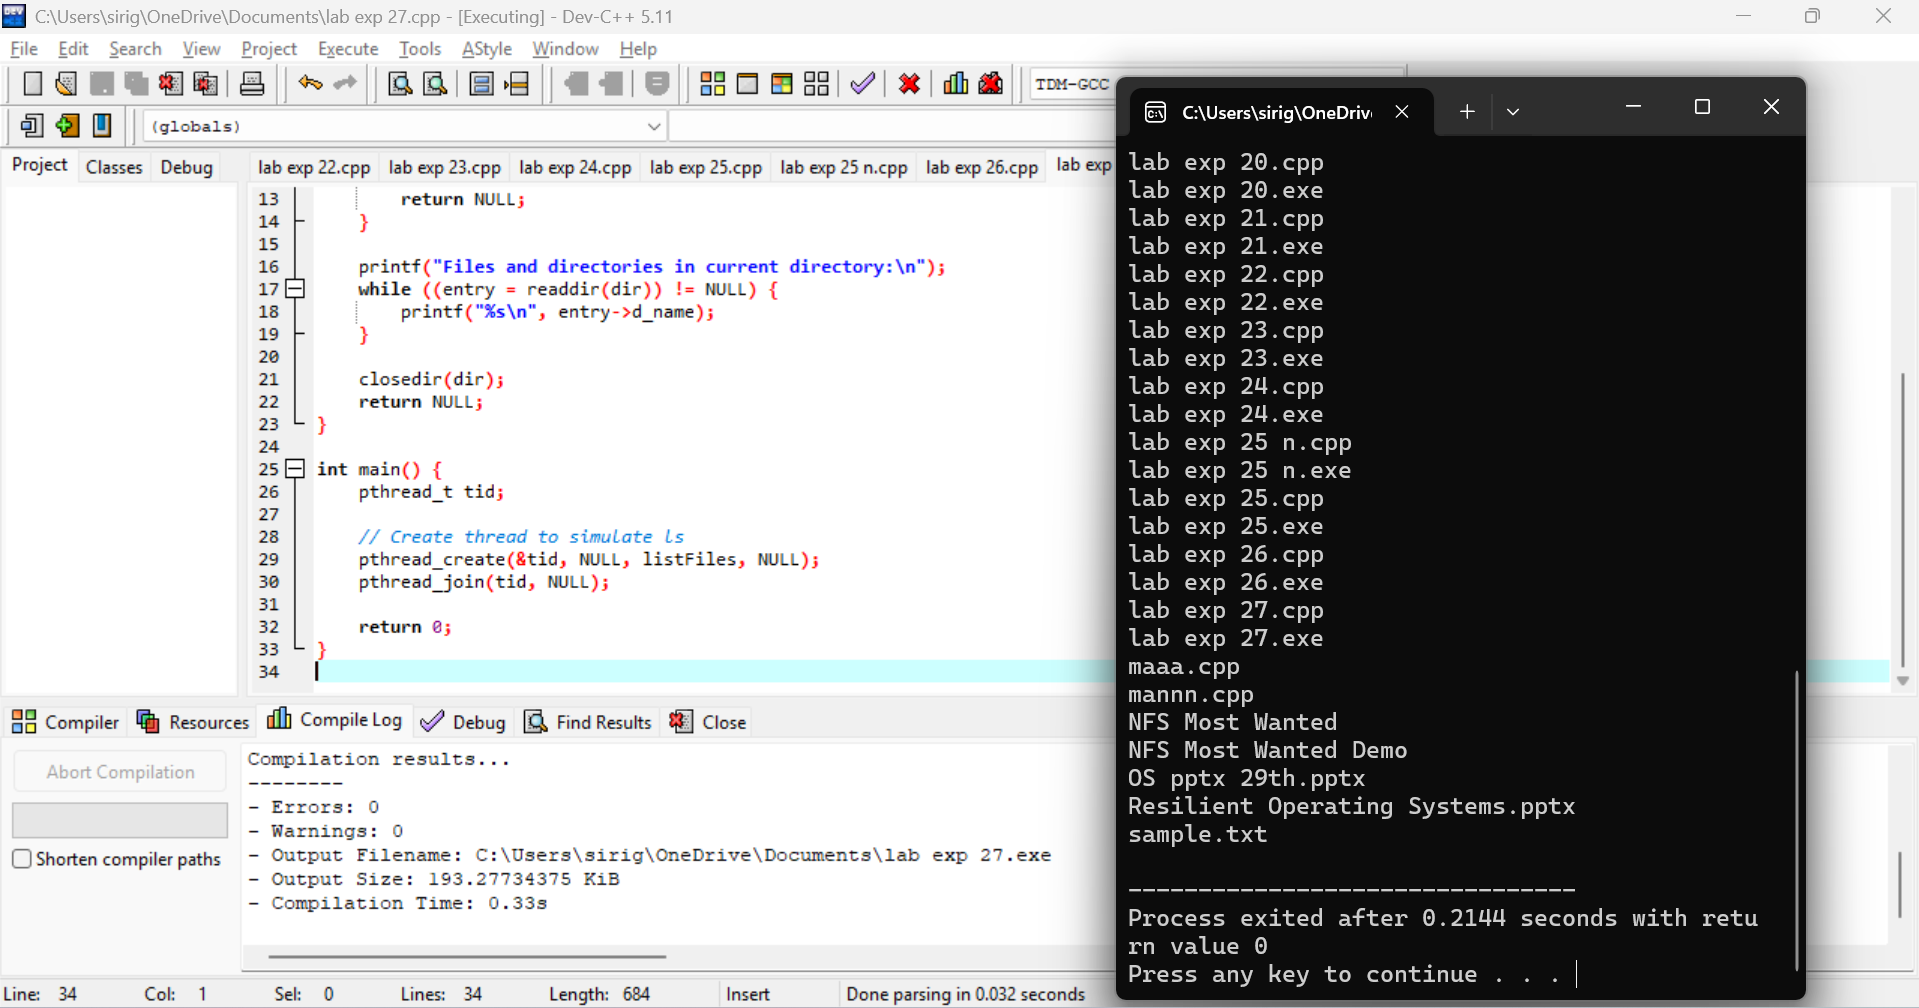 C:\Users\sirig\OneDrive\Documents\lab exp 27.cpp - [Executing] - Dev-C++ 5.11
File Edit Search View Project Execute Tools AStyle Window Help
TDM-GCC
(globals)
Project Classes Debug
lab exp 22.cpp lab exp 23.cpp lab exp 24.cpp lab exp 25.cpp lab exp 25 n.cpp lab exp 26.cpp lab exp
13 return NULL;
14 }
15
16 printf("Files and directories in current directory:\n");
17 while ((entry = readdir(dir)) != NULL) {
18 printf("%s\n", entry->d_name);
19 }
20
21 closedir(dir);
22 return NULL;
23 }
24
25 int main() {
26 pthread_t tid;
27
28 // Create thread to simulate ls
29 pthread_create(&tid, NULL, listFiles, NULL);
30 pthread_join(tid, NULL);
31
32 return 0;
33 }
34
Compiler Resources Compile Log Debug Find Results Close
Abort Compilation
Shorten compiler paths
Compilation results...
--------
- Errors: 0
- Warnings: 0
- Output Filename: C:\Users\sirig\OneDrive\Documents\lab exp 27.exe
- Output Size: 193.27734375 KiB
- Compilation Time: 0.33s
Line: 34 Col: 1 Sel: 0 Lines: 34 Length: 684 Insert Done parsing in 0.032 seconds
C:\Users\sirig\OneDriv
lab exp 20.cpp
lab exp 20.exe
lab exp 21.cpp
lab exp 21.exe
lab exp 22.cpp
lab exp 22.exe
lab exp 23.cpp
lab exp 23.exe
lab exp 24.cpp
lab exp 24.exe
lab exp 25 n.cpp
lab exp 25 n.exe
lab exp 25.cpp
lab exp 25.exe
lab exp 26.cpp
lab exp 26.exe
lab exp 27.cpp
lab exp 27.exe
maaa.cpp
mannn.cpp
NFS Most Wanted
NFS Most Wanted Demo
OS pptx 29th.pptx
Resilient Operating Systems.pptx
sample.txt
--------------------------------
Process exited after 0.2144 seconds with retu
rn value 0
Press any key to continue . . .